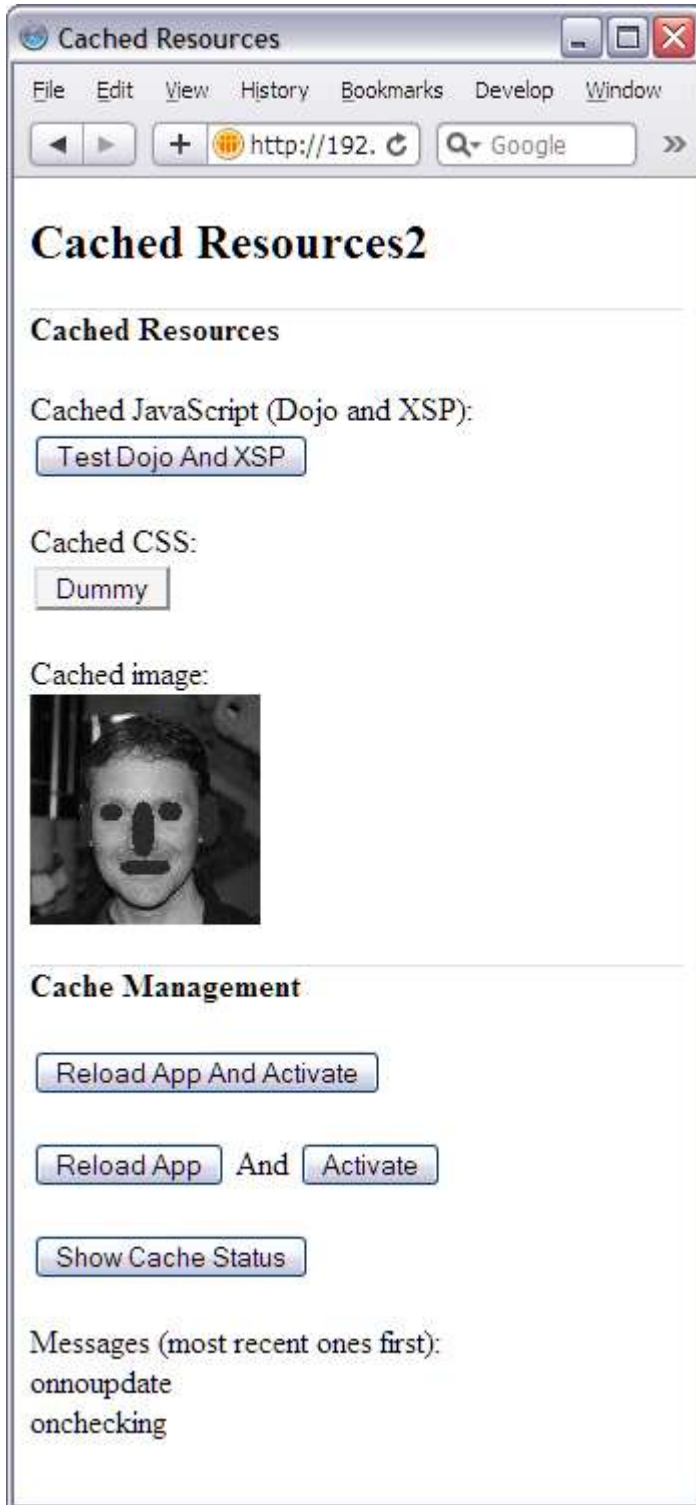 Cached Resources
File Edit View History Bookmarks Develop Window
http://192. Google
Cached Resources2
Cached Resources
Cached JavaScript (Dojo and XSP):
Test Dojo And XSP
Cached CSS:
Dummy
Cached image:
Cache Management
Reload App And Activate
Reload App And Activate
Show Cache Status
Messages (most recent ones first):
onnoupdate
onchecking